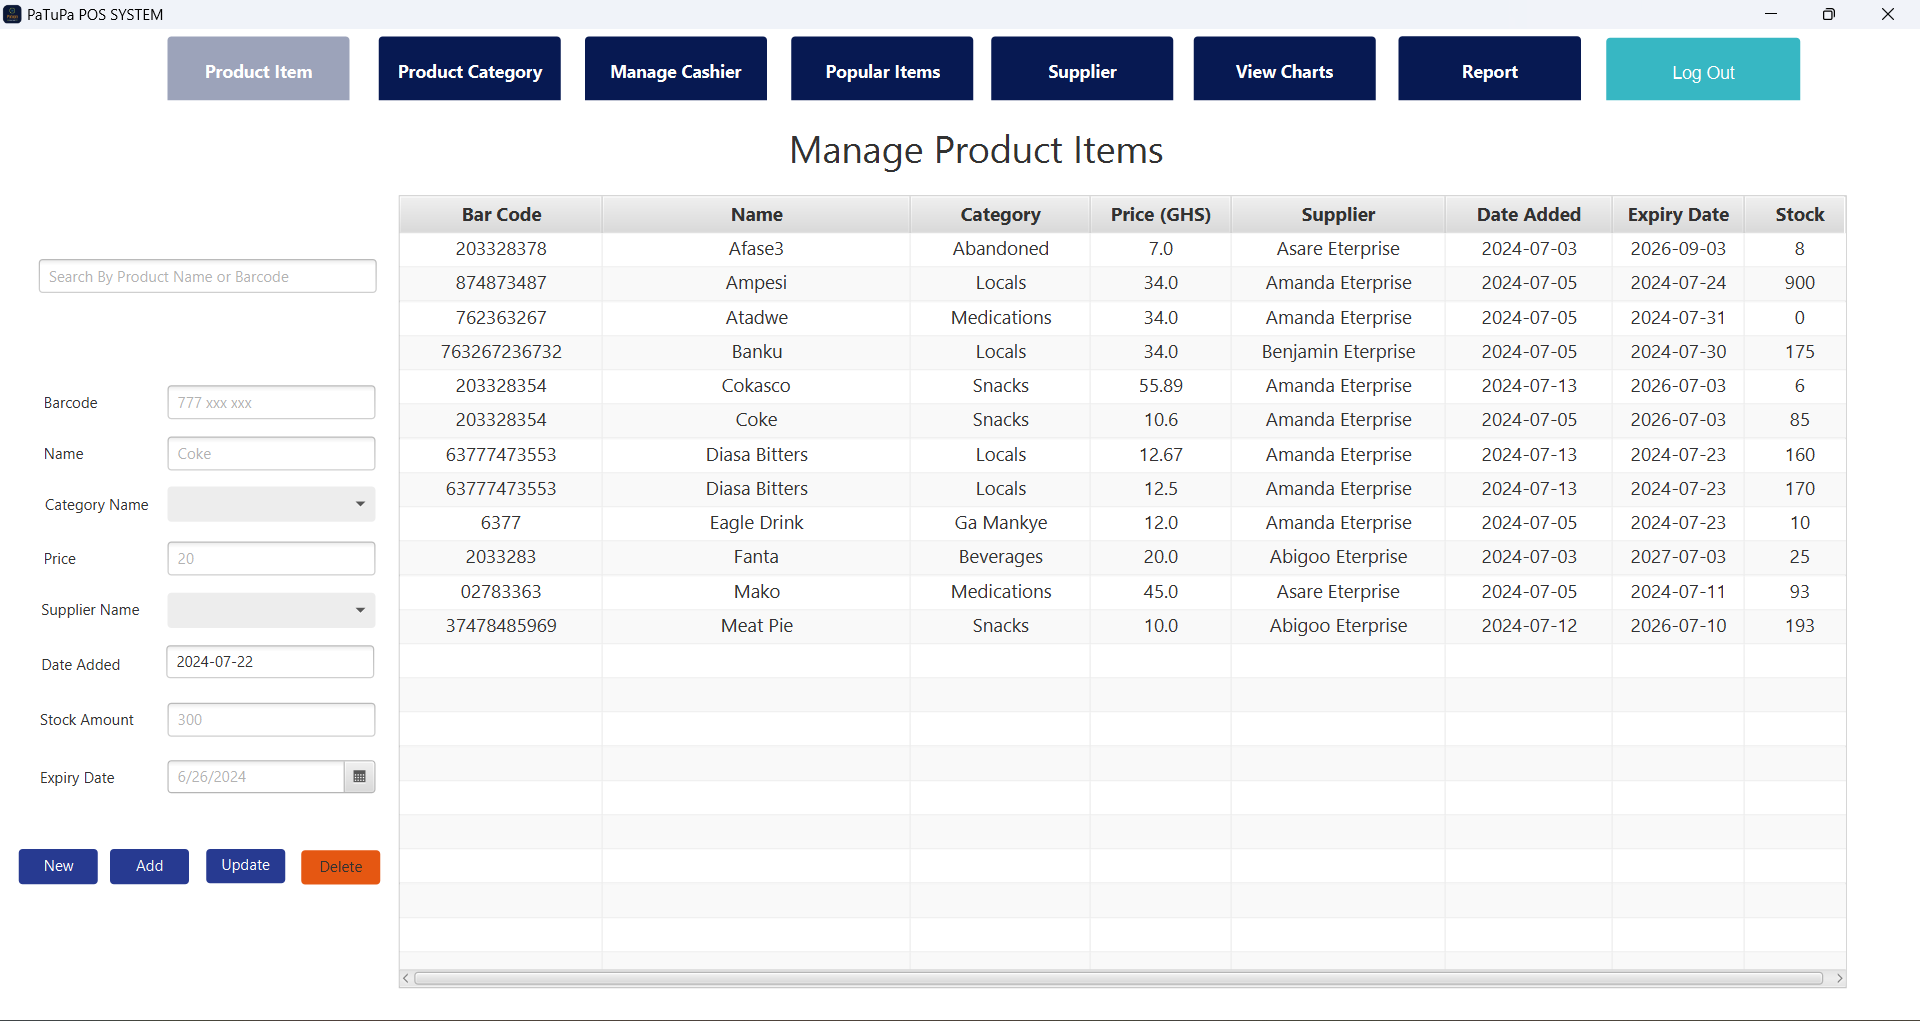 PaTuPa POS SYSTEM
Product Item Product Category Manage Cashier Popular Items Supplier View Charts Report Log Out
Manage Product Items
Search By Product Name or Barcode
Barcode 777 xxx xxx
Name Coke
Category Name
Price 20
Supplier Name
Date Added 2024-07-22
Stock Amount 300
Expiry Date 6/26/2024
New Add Update Delete
Bar Code Name Category Price (GHS) Supplier Date Added Expiry Date Stock
203328378 Afase3 Abandoned 7.0 Asare Eterprise 2024-07-03 2026-09-03 8
874873487 Ampesi Locals 34.0 Amanda Eterprise 2024-07-05 2024-07-24 900
762363267 Atadwe Medications 34.0 Amanda Eterprise 2024-07-05 2024-07-31 0
763267236732 Banku Locals 34.0 Benjamin Eterprise 2024-07-05 2024-07-30 175
203328354 Cokasco Snacks 55.89 Amanda Eterprise 2024-07-13 2026-07-03 6
203328354 Coke Snacks 10.6 Amanda Eterprise 2024-07-05 2026-07-03 85
63777473553 Diasa Bitters Locals 12.67 Amanda Eterprise 2024-07-13 2024-07-23 160
63777473553 Diasa Bitters Locals 12.5 Amanda Eterprise 2024-07-13 2024-07-23 170
6377 Eagle Drink Ga Mankye 12.0 Amanda Eterprise 2024-07-05 2024-07-23 10
2033283 Fanta Beverages 20.0 Abigoo Eterprise 2024-07-03 2027-07-03 25
02783363 Mako Medications 45.0 Asare Eterprise 2024-07-05 2024-07-11 93
37478485969 Meat Pie Snacks 10.0 Abigoo Eterprise 2024-07-12 2026-07-10 193